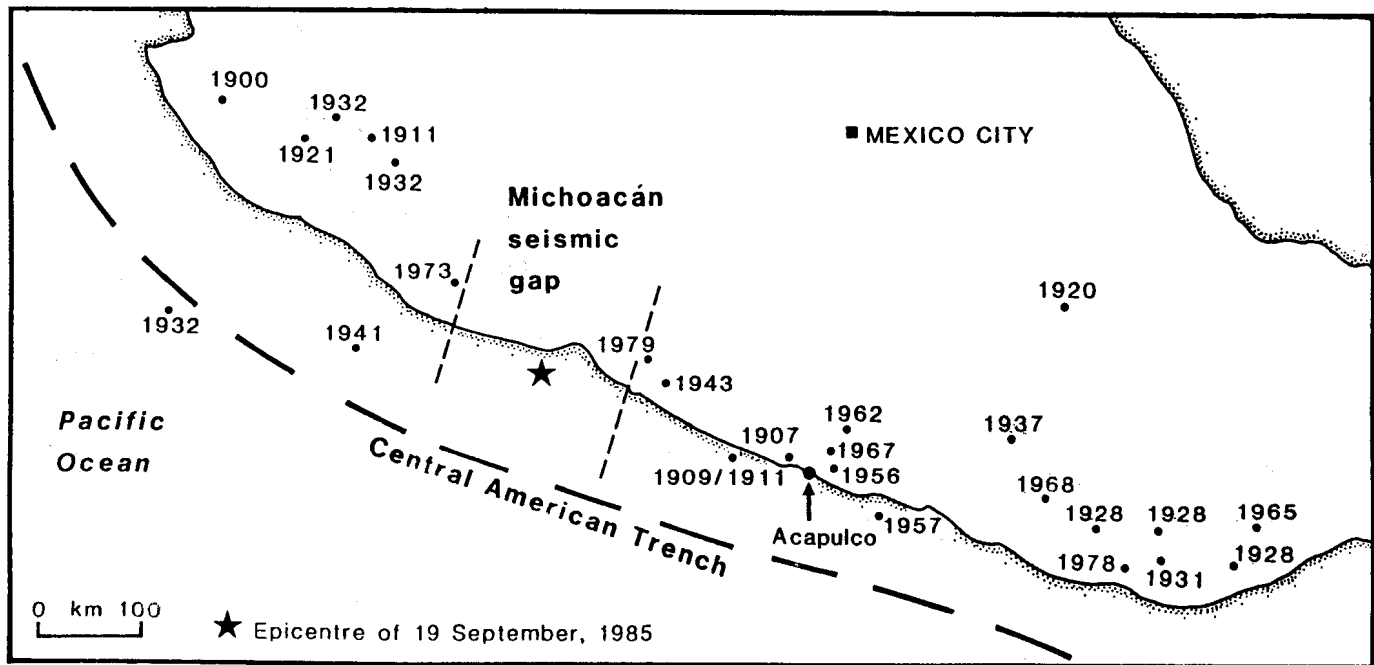 1900
1932
1911
1921
1932
MEXICO CITY
Michoacán
seismic
gap
1973
1932
1941
1920
1979
1943
Pacific
Ocean
Central American Trench
1962
1907
1967
1909/1911
1956
1937
1968
1957
Acapulco
1928
1928
1965
1978
1931
1928
0 km 100
Epicentre of 19 September, 1985